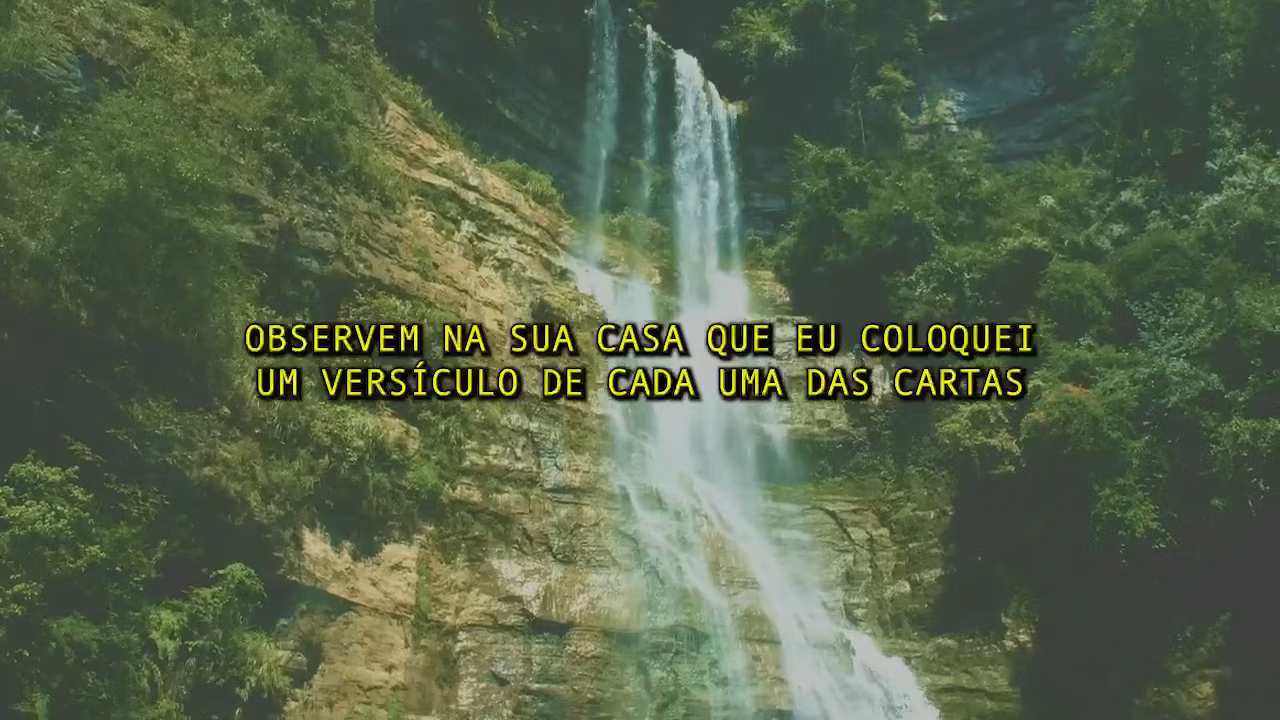 OBSERVEM NA SUA CASA QUE EU COLOQUEI
UM VERSÍCULO DE CADA UMA DAS CARTAS